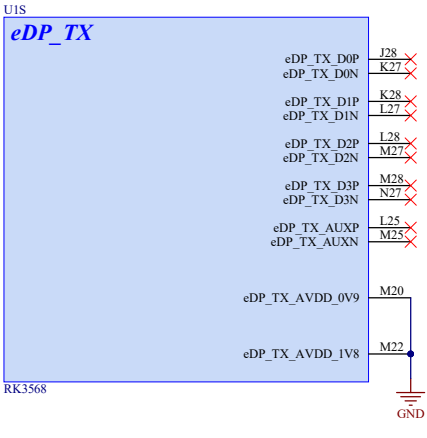 U1S
eDP_TX
eDP_TX_D0P J28
eDP_TX_D0N K27
eDP_TX_D1P K28
eDP_TX_D1N L27
eDP_TX_D2P L28
eDP_TX_D2N M27
eDP_TX_D3P M28
eDP_TX_D3N N27
eDP_TX_AUXP L25
eDP_TX_AUXN M25
eDP_TX_AVDD_0V9 M20
eDP_TX_AVDD_1V8 M22
RK3568
GND